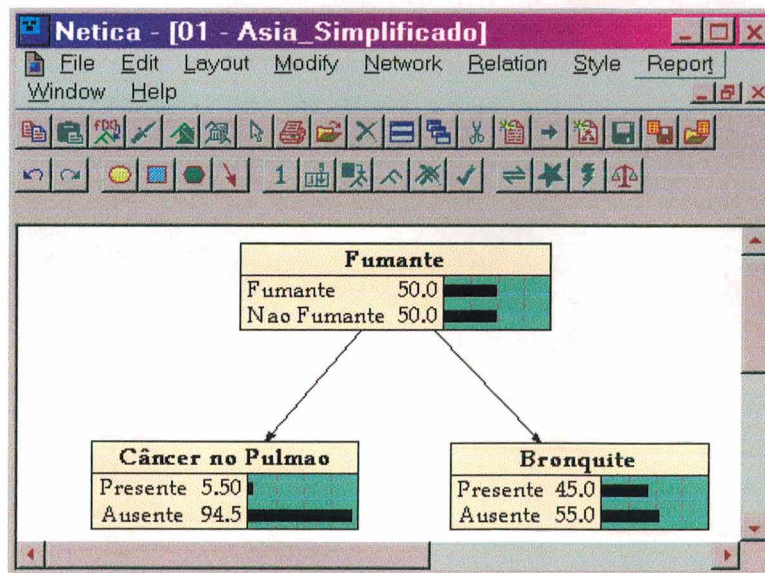 Netica - [01 - Asia_Simplificado]
File Edit Layout Modify Network Relation Style Report
Window Help
f(x)
1
Fumante
Fumante 50.0
Nao Fumante 50.0
Câncer no Pulmao
Presente 5.50
Ausente 94.5
Bronquite
Presente 45.0
Ausente 55.0